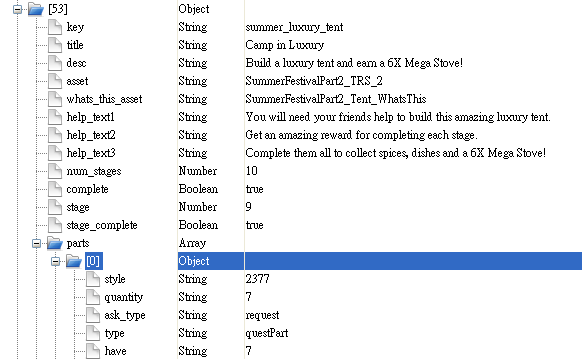 [53] Object
key String summer_luxury_tent
title String Camp in Luxury
desc String Build a luxury tent and earn a 6X Mega Stove!
asset String SummerFestivalPart2_TRS_2
whats_this_asset String SummerFestivalPart2_Tent_WhatsThis
help_text1 String You will need your friends help to build this amazing luxury tent.
help_text2 String Get an amazing reward for completing each stage.
help_text3 String Complete them all to collect spices, dishes and a 6X Mega Stove!
num_stages Number 10
complete Boolean true
stage Number 9
stage_complete Boolean true
parts Array
[0] Object
style String 2377
quantity String 7
ask_type String request
type String questPart
have String 7